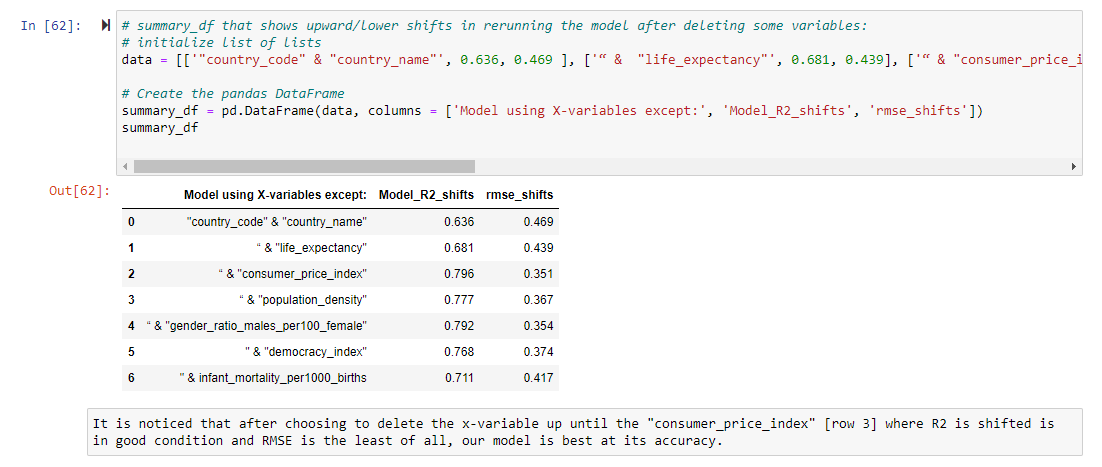 In [62]:
# summary_df that shows upward/lower shifts in rerunning the model after deleting some variables:
# initialize list of lists
data = [['"country_code" & "country_name"', 0.636, 0.469 ], ['“ &  "life_expectancy"', 0.681, 0.439], ['“ & "consumer_price_i
# Create the pandas DataFrame
summary_df = pd.DataFrame(data, columns = ['Model using X-variables except:', 'Model_R2_shifts', 'rmse_shifts'])
summary_df
Out[62]:
Model using X-variables except: Model_R2_shifts rmse_shifts
0 "country_code" & "country_name" 0.636 0.469
1 “ & "life_expectancy" 0.681 0.439
2 “ & "consumer_price_index" 0.796 0.351
3 “ & "population_density" 0.777 0.367
4 “ & "gender_ratio_males_per100_female" 0.792 0.354
5 " & "democracy_index" 0.768 0.374
6 " & infant_mortality_per1000_births 0.711 0.417
It is noticed that after choosing to delete the x-variable up until the "consumer_price_index" [row 3] where R2 is shifted is
in good condition and RMSE is the least of all, our model is best at its accuracy.